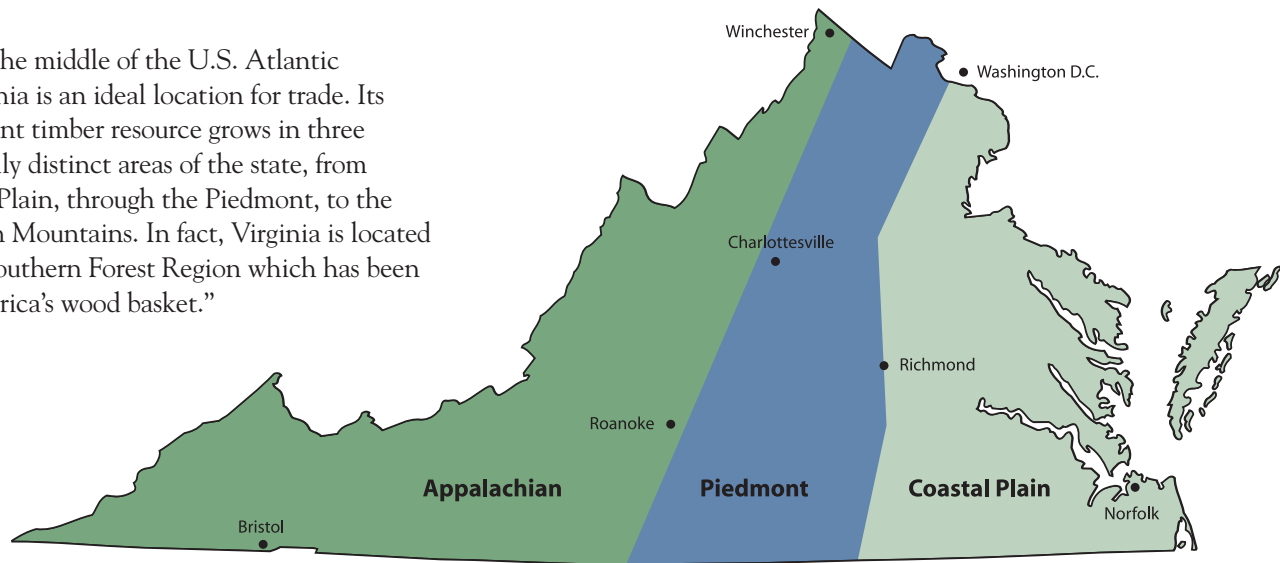 he middle of the U.S. Atlantic
nia is an ideal location for trade. Its
nt timber resource grows in three
lly distinct areas of the state, from
Plain, through the Piedmont, to the
n Mountains. In fact, Virginia is located
outhern Forest Region which has been
rica’s wood basket.”
Winchester
Washington D.C.
Charlottesville
Richmond
Roanoke
Appalachian
Piedmont
Coastal Plain
Norfolk
Bristol